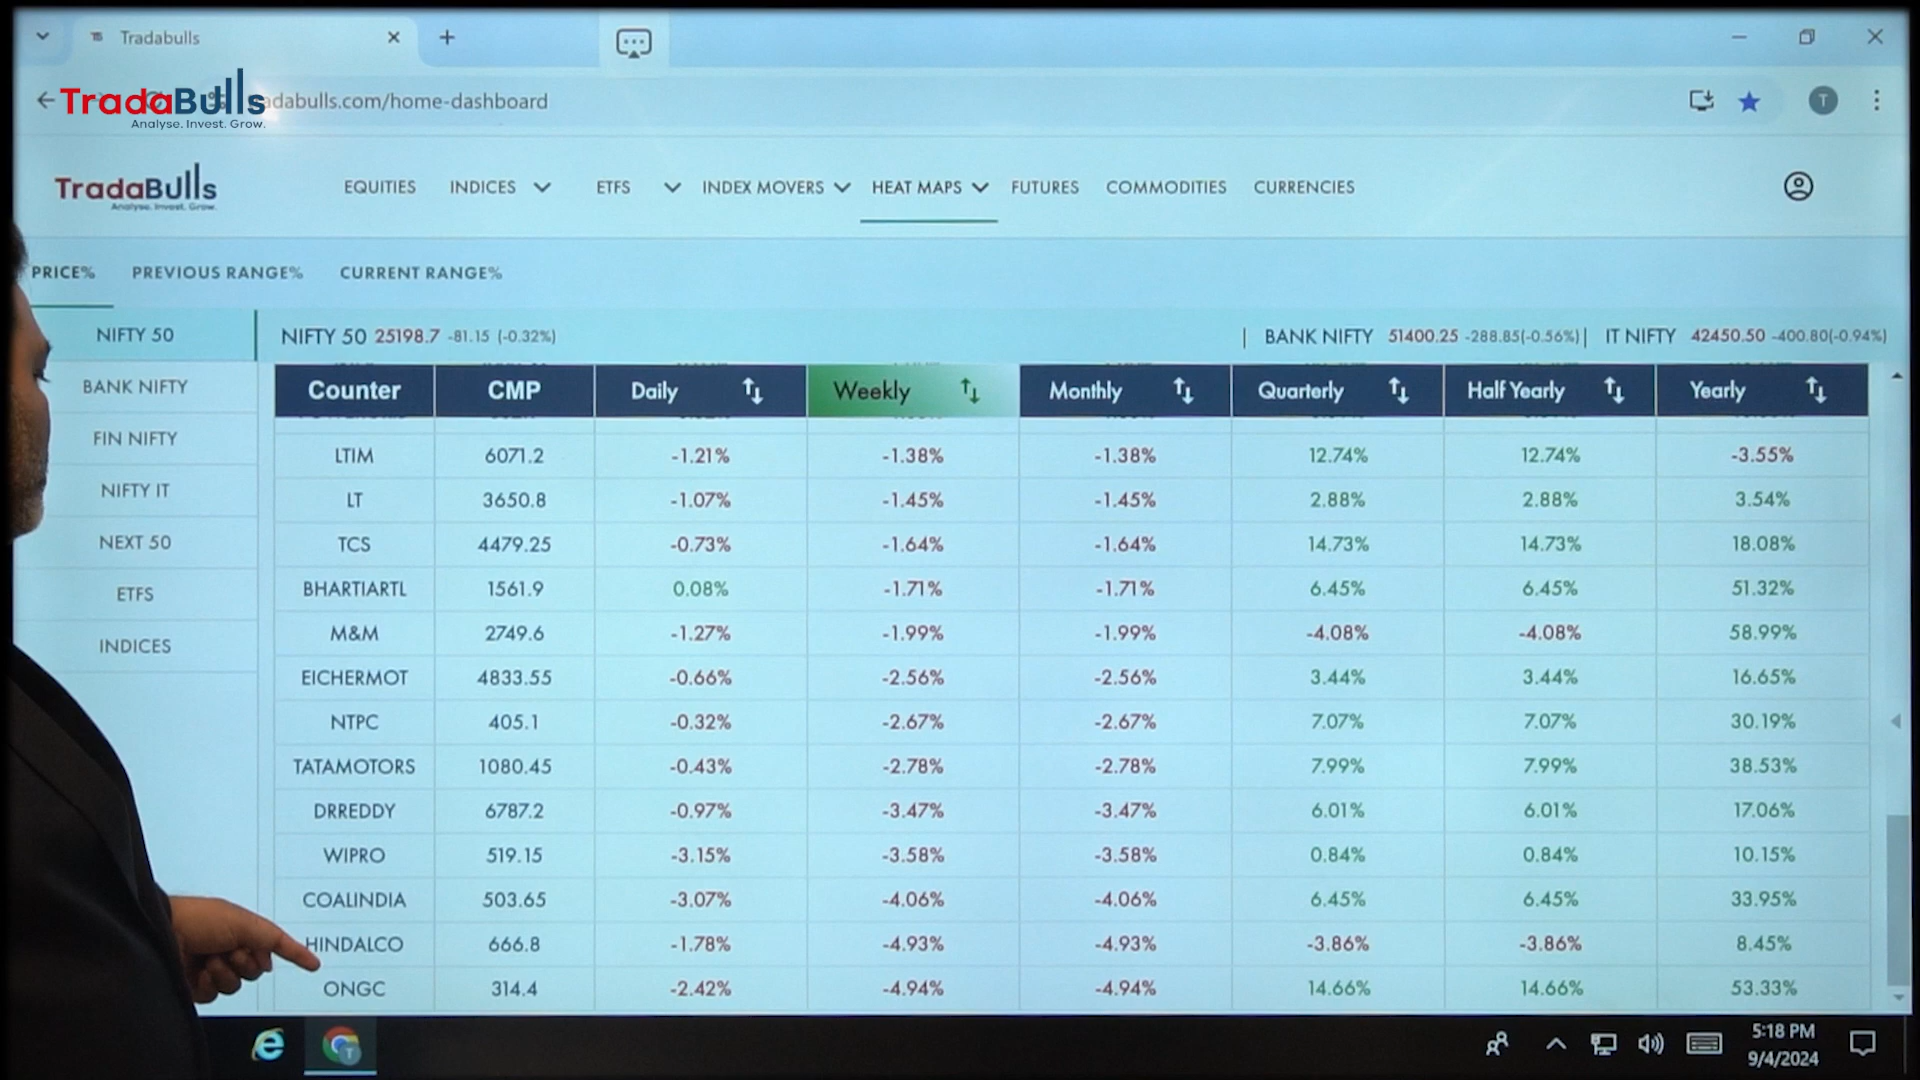 Tradabulls
TradaBulls
Analyse. Invest. Grow.
adabulls.com/home-dashboard
T
TradaBulls
Analyse. Invest. Grow.
EQUITIES INDICES ETFS INDEX MOVERS HEAT MAPS FUTURES COMMODITIES CURRENCIES
PRICE% PREVIOUS RANGE% CURRENT RANGE%
NIFTY 50
BANK NIFTY
FIN NIFTY
NIFTY IT
NEXT 50
ETFS
INDICES
NIFTY 50 25198.7 -81.15 (-0.32%) | BANK NIFTY 51400.25 -288.85(-0.56%) | IT NIFTY 42450.50 -400.80(-0.94%)
Counter CMP Daily Weekly Monthly Quarterly Half Yearly Yearly
LTIM 6071.2 -1.21% -1.38% -1.38% 12.74% 12.74% -3.55%
LT 3650.8 -1.07% -1.45% -1.45% 2.88% 2.88% 3.54%
TCS 4479.25 -0.73% -1.64% -1.64% 14.73% 14.73% 18.08%
BHARTIARTL 1561.9 0.08% -1.71% -1.71% 6.45% 6.45% 51.32%
M&M 2749.6 -1.27% -1.99% -1.99% -4.08% -4.08% 58.99%
EICHERMOT 4833.55 -0.66% -2.56% -2.56% 3.44% 3.44% 16.65%
NTPC 405.1 -0.32% -2.67% -2.67% 7.07% 7.07% 30.19%
TATAMOTORS 1080.45 -0.43% -2.78% -2.78% 7.99% 7.99% 38.53%
DRREDDY 6787.2 -0.97% -3.47% -3.47% 6.01% 6.01% 17.06%
WIPRO 519.15 -3.15% -3.58% -3.58% 0.84% 0.84% 10.15%
COALINDIA 503.65 -3.07% -4.06% -4.06% 6.45% 6.45% 33.95%
HINDALCO 666.8 -1.78% -4.93% -4.93% -3.86% -3.86% 8.45%
ONGC 314.4 -2.42% -4.94% -4.94% 14.66% 14.66% 53.33%
T
5:18 PM
9/4/2024